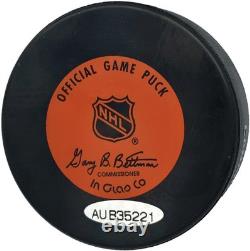 OFFICIAL GAME PUCK
NHL
Gary B. Bettman
COMMISSIONER
In Glas Co
AUB35221